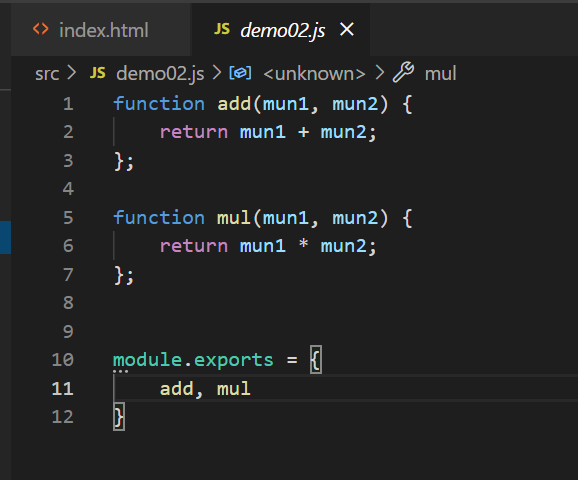 index.html JS demo02.js
src JS demo02.js <unknown> mul
1 function add(mun1, mun2) {
2 return mun1 + mun2;
3 };
4
5 function mul(mun1, mun2) {
6 return mun1 * mun2;
7 };
8
9
10 module.exports = {
11 add, mul
12 }